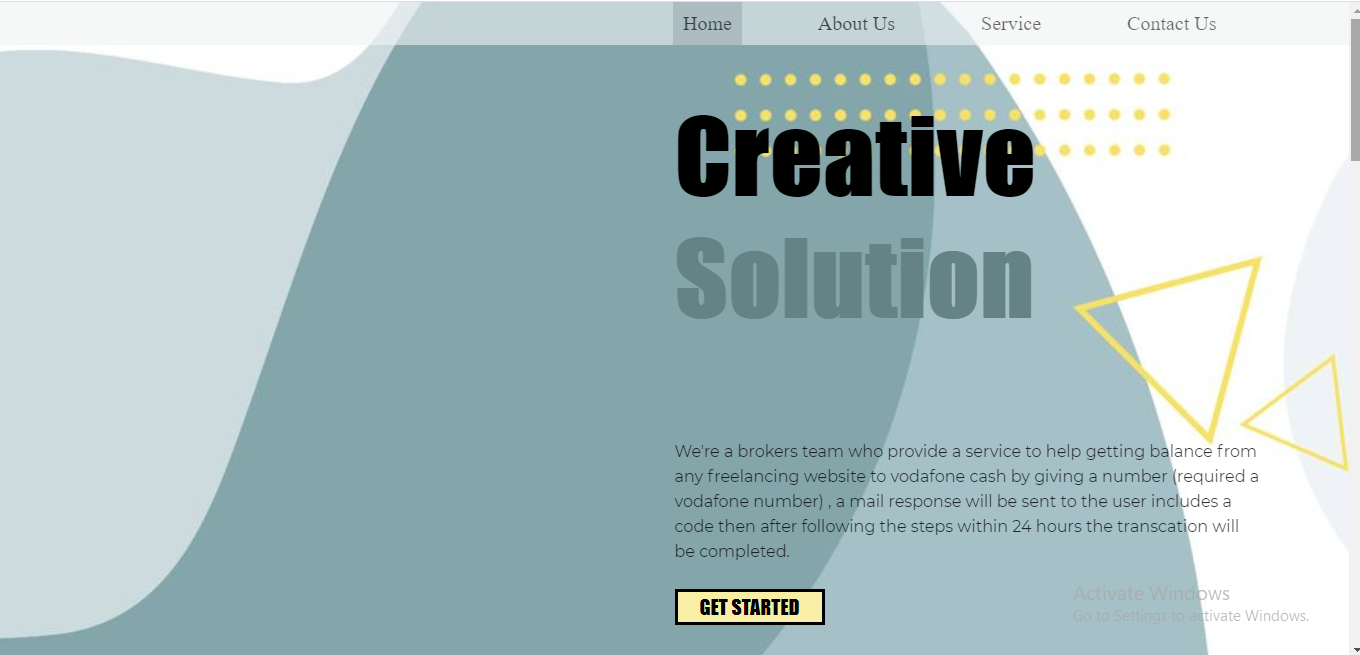 Home About Us Service Contact Us
Creative
Solution
We're a brokers team who provide a service to help getting balance from
any freelancing website to vodafone cash by giving a number (required a
vodafone number) , a mail response will be sent to the user includes a
code then after following the steps within 24 hours the transcation will
be completed.
GET STARTED
Activate Windows
Go to Settings to activate Windows.